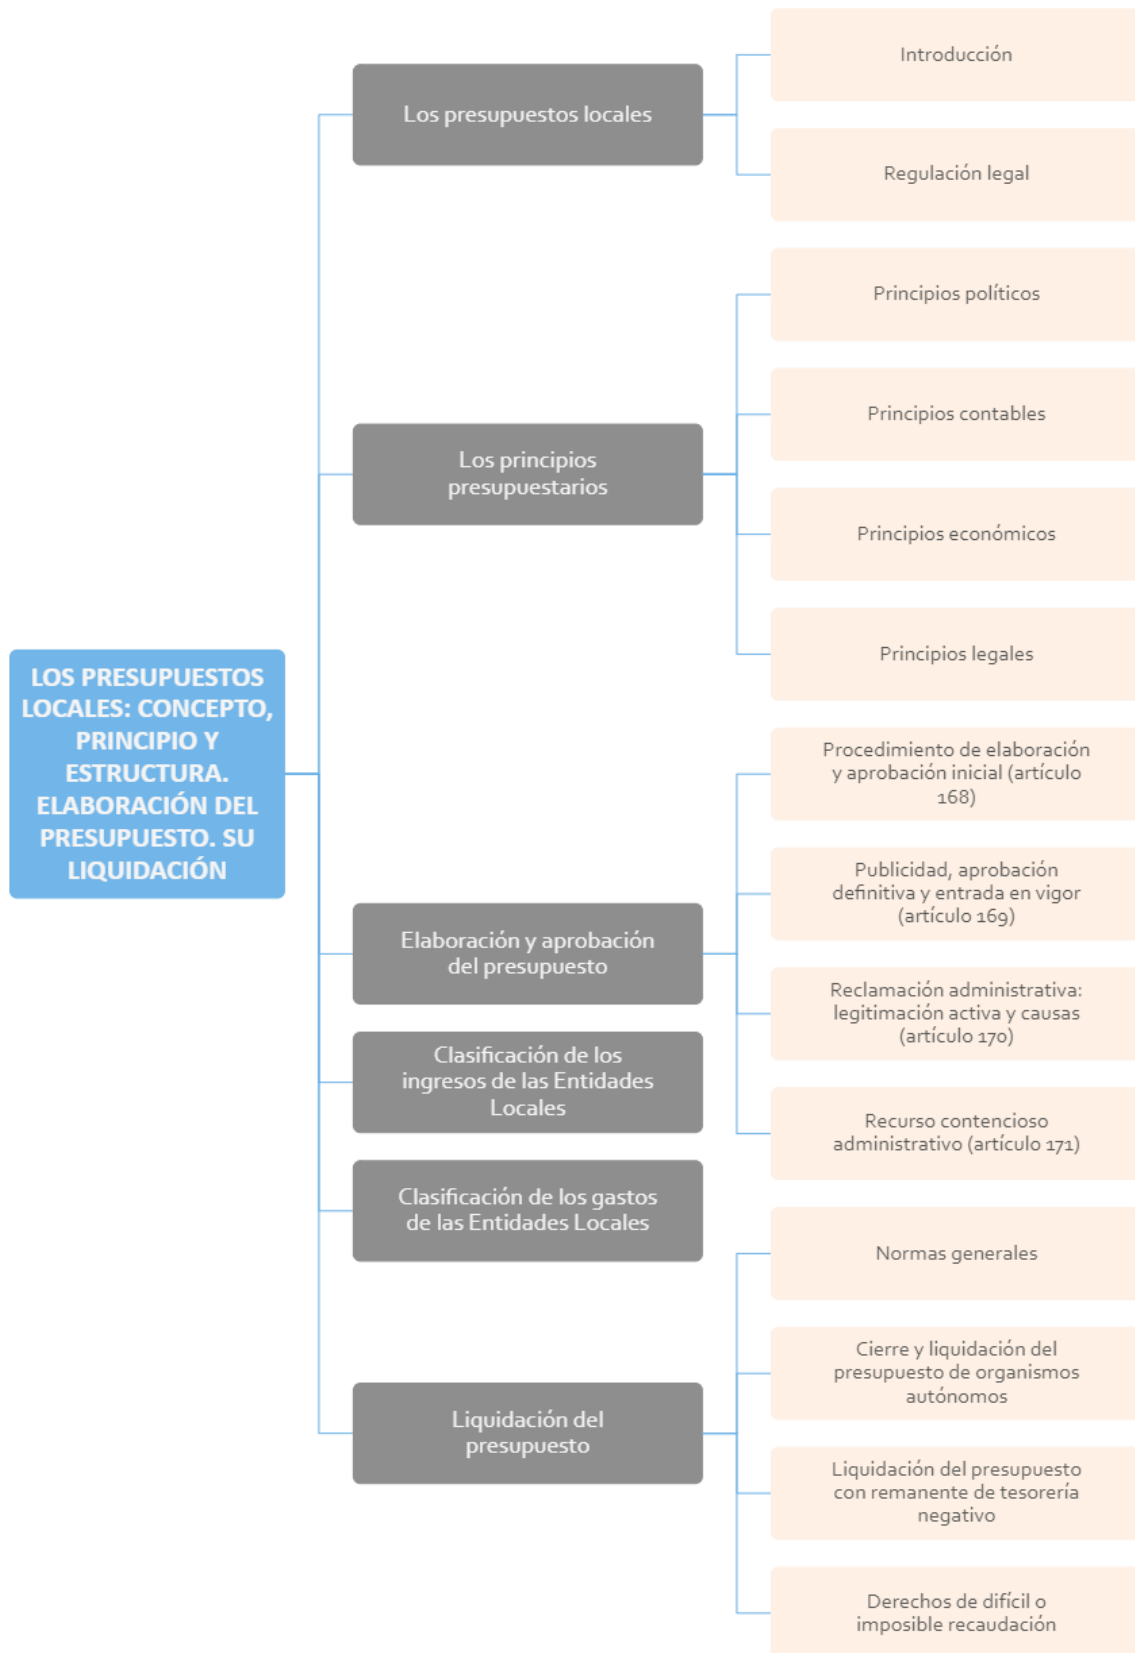 LOS PRESUPUESTOS
LOCALES: CONCEPTO,
PRINCIPIO Y
ESTRUCTURA.
ELABORACIÓN DEL
PRESUPUESTO. SU
LIQUIDACIÓN
Los presupuestos locales
Introducción
Regulación legal
Los principios
presupuestarios
Principios políticos
Principios contables
Principios económicos
Principios legales
Elaboración y aprobación
del presupuesto
Procedimiento de elaboración
y aprobación inicial (artículo
168)
Publicidad, aprobación
definitiva y entrada en vigor
(artículo 169)
Reclamación administrativa:
legitimación activa y causas
(artículo 170)
Recurso contencioso
administrativo (artículo 171)
Clasificación de los
ingresos de las Entidades
Locales
Clasificación de los gastos
de las Entidades Locales
Liquidación del
presupuesto
Normas generales
Cierre y liquidación del
presupuesto de organismos
autónomos
Liquidación del presupuesto
con remanente de tesorería
negativo
Derechos de difícil o
imposible recaudación